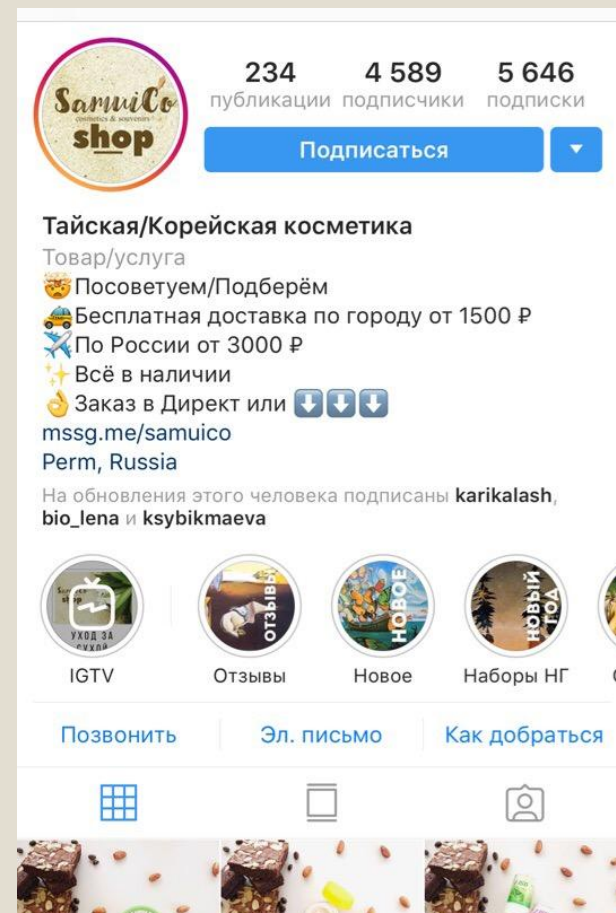 SamuiCo
cosmetics & souvenirs
shop
234 4 589 5 646
публикации подписчики подписки
Подписаться
Тайская/Корейская косметика
Товар/услуга
🤯Посоветуем/Подберём
🚕Бесплатная доставка по городу от 1500 ₽
✈️По России от 3000 ₽
✨Всё в наличии
👌Заказ в Директ или ⬇️⬇️⬇️
mssg.me/samuico
Perm, Russia
На обновления этого человека подписаны karikalash,
bio_lena и ksybikmaeva
shop
УХОД ЗА
СУХОЙ
ОТЗЫВЫ
НОВОЕ
НОВЫЙ
ГОД
IGTV Отзывы Новое Наборы НГ
Позвонить Эл. письмо Как добраться